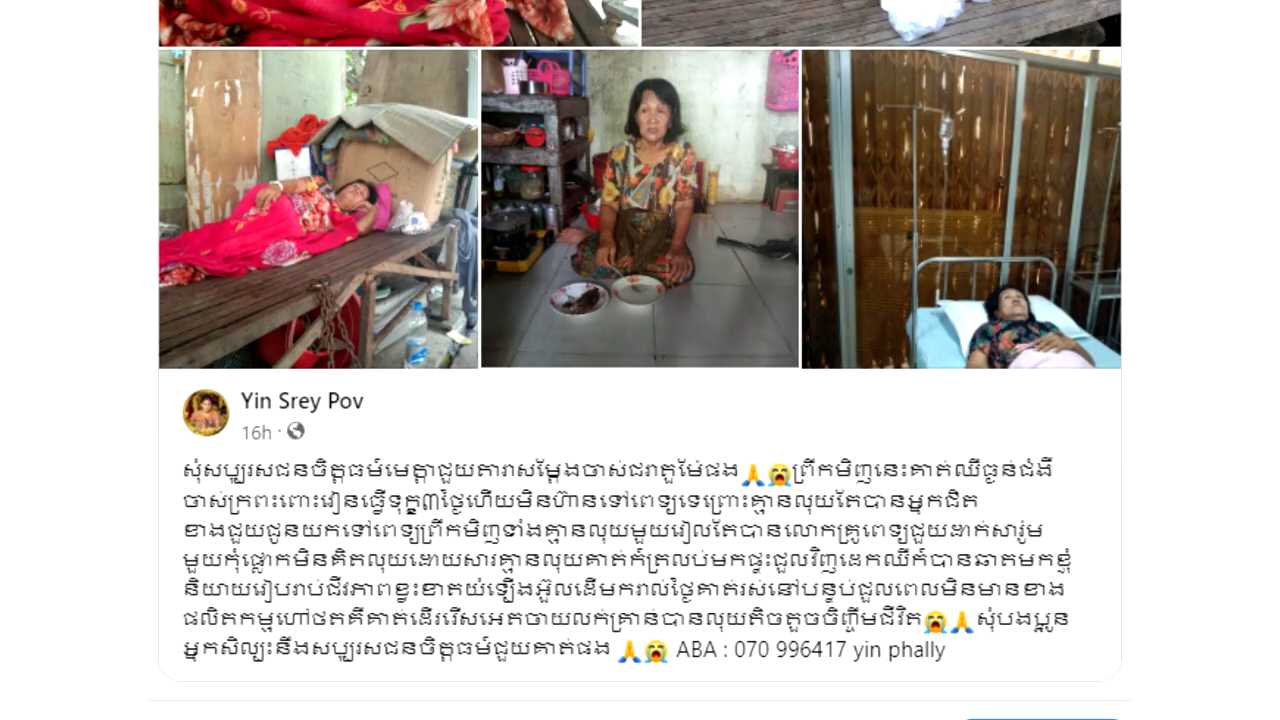 Yin Srey Pov
16h ·
សុំសប្បុរសជនចិត្តធម៌មេត្តាជួយតារាសម្ដែងចាស់ជរាតួម៉ែផង🙏😭ព្រឹកមិញនេះគាត់ឈឺធ្ងន់ជំងឺ
ចាស់ក្រពះពោះវៀនធ្វើទុក្ខ៣ថ្ងៃហើយមិនហ៊ានទៅពេទ្យទេព្រោះគ្មានលុយតែបានអ្នកជិត
ខាងជួយជូនយកទៅពេទ្យព្រឹកមិញទាំងគ្មានលុយមួយរៀលតែបានលោកគ្រូពេទ្យជួយដាក់សារ៉ូម
មួយកុំផ្លោកមិនគិតលុយដោយសារគ្មានលុយគាត់ក៏ត្រលប់មកផ្ទះជួលវិញដេកឈឺក៏បានឆាតមកខ្ញុំ
និយាយរៀបរាប់ជីវភាពខ្វះខាតយំទឿងអ៊ួលដើមករាល់ថ្ងៃគាត់រស់នៅបន្ទប់ជួលពេលមិនមានខាង
ផលិតកម្មហៅថតគឺគាត់ដើររើសអេតចាយលក់គ្រាន់បានលុយតិចតួចចិញ្ចឹមជីវិត😭🙏សុំបងប្អូន
អ្នកសិល្បះនឹងសប្បុរសជនចិត្តធម៌ជួយគាត់ផង 🙏😭 ABA : 070 996417 yin phally